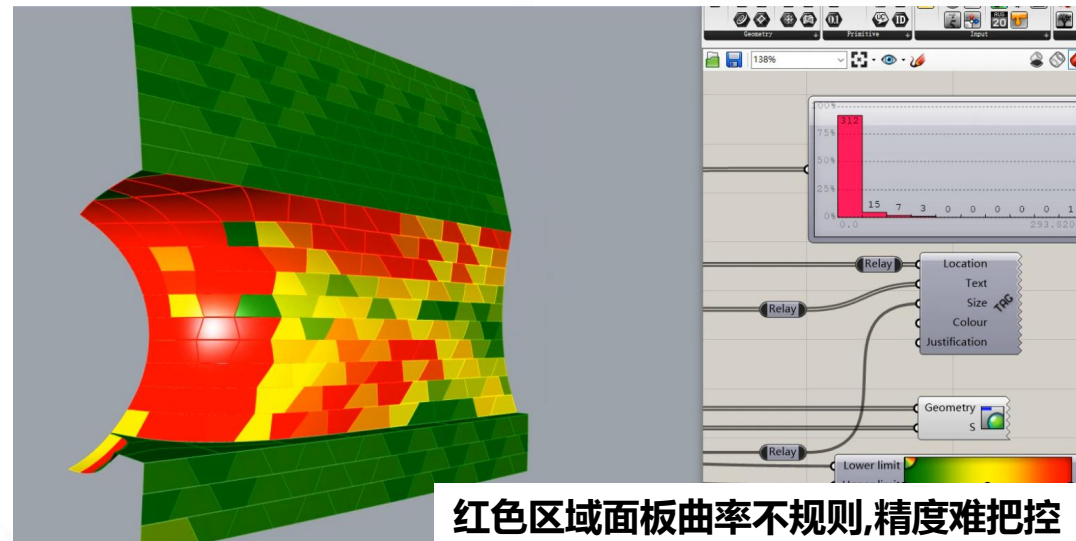 Geometry
Primitive
Input
138%
100%
312
75%
50%
25%
15 7 3 0 0 0 0 0 1
0%
0.0
293.820
Relay
Location
Text
Relay
Size
TAG
Colour
Justification
Geometry
S
Relay
Lower limit
红色区域面板曲率不规则,精度难把控